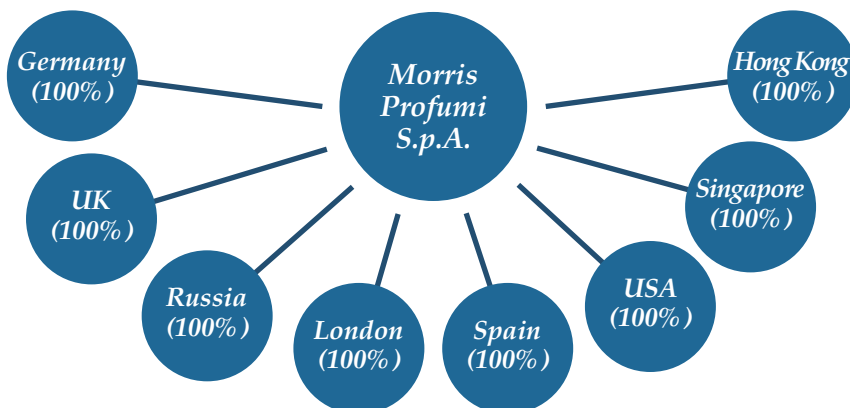 Germany
(100%)
UK
(100%)
Russia
(100%)
London
(100%)
Morris
Profumi
S.p.A.
Spain
(100%)
USA
(100%)
Singapore
(100%)
Hong Kong
(100%)